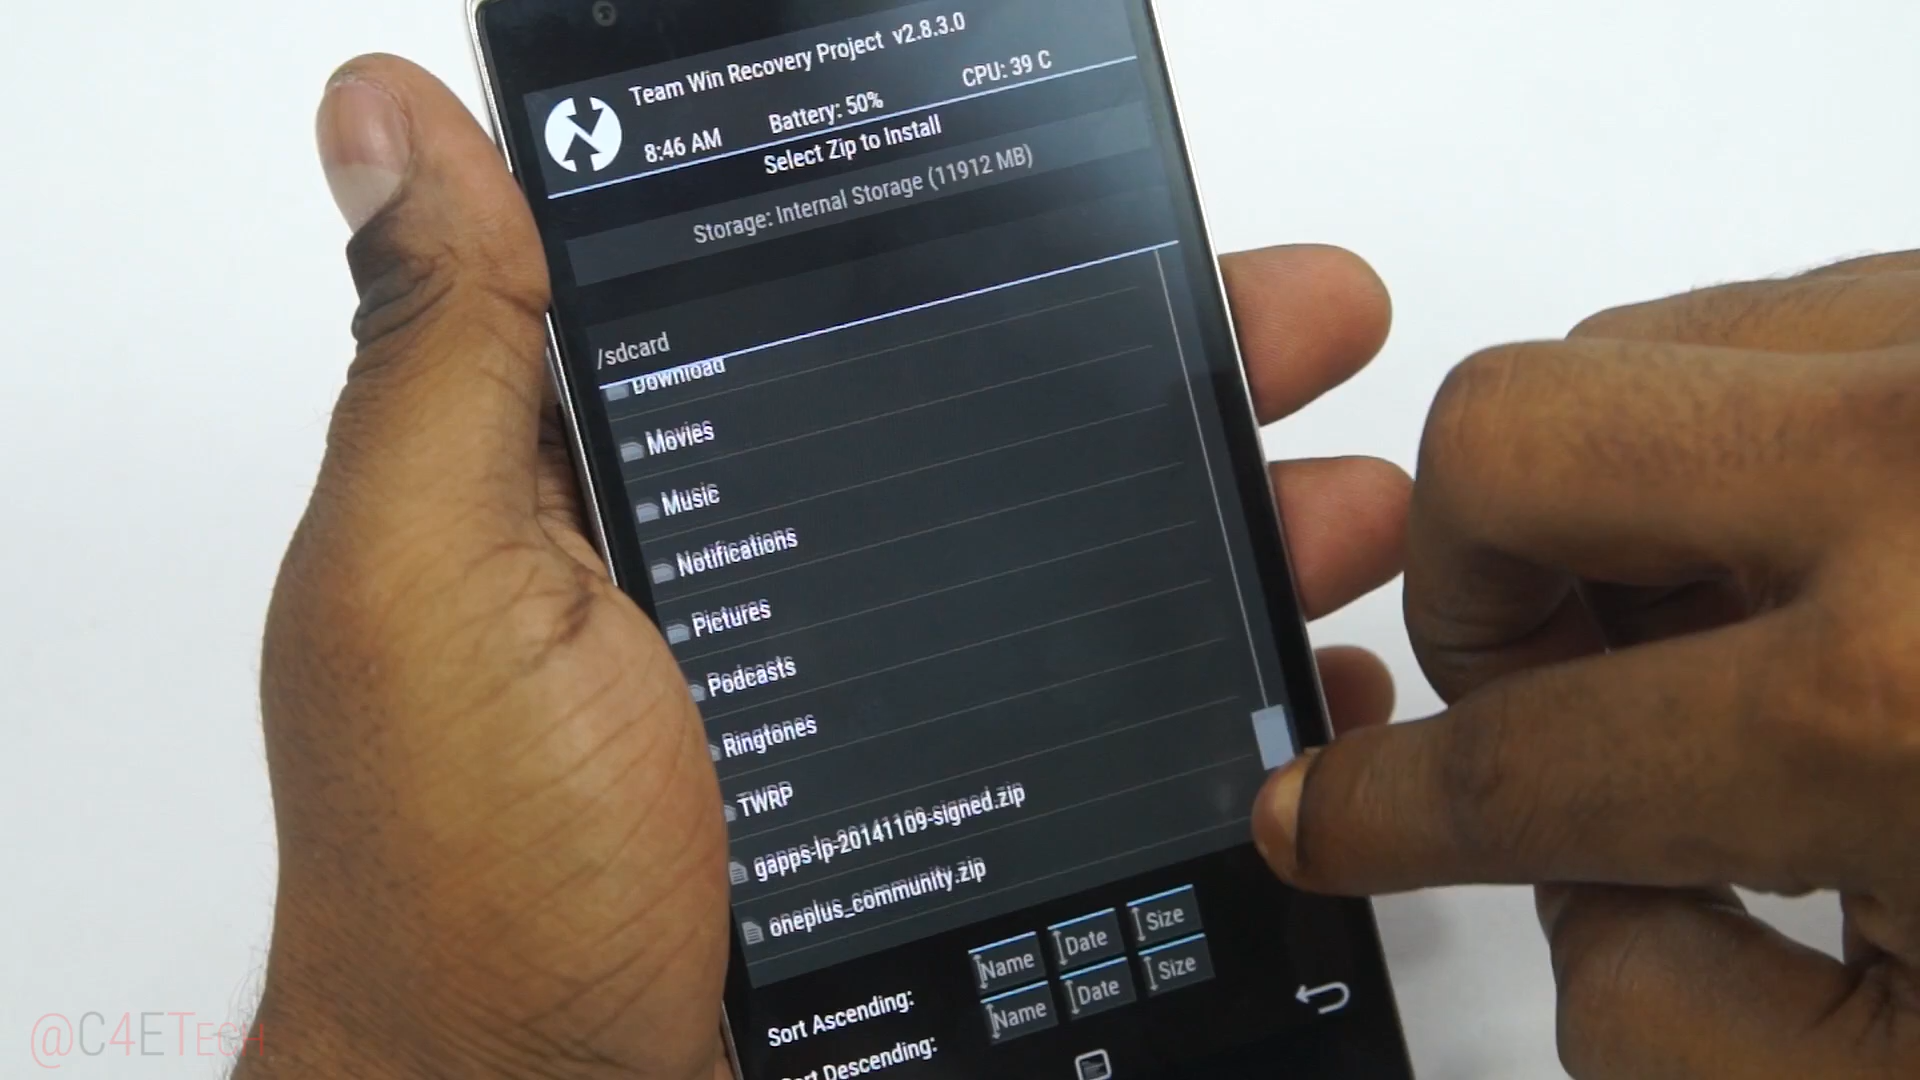 Team Win Recovery Project v2.8.3.0
8:46 AM Battery: 50% CPU: 39 C
Select Zip to Install
Storage: Internal Storage (11912 MB)
/sdcard
Download
Movies
Music
Notifications
Pictures
Podcasts
Ringtones
TWRP
gapps-lp-20141109-signed.zip
oneplus_community.zip
Sort Ascending: Name Date Size
Sort Descending: Name Date Size
@C4ETech